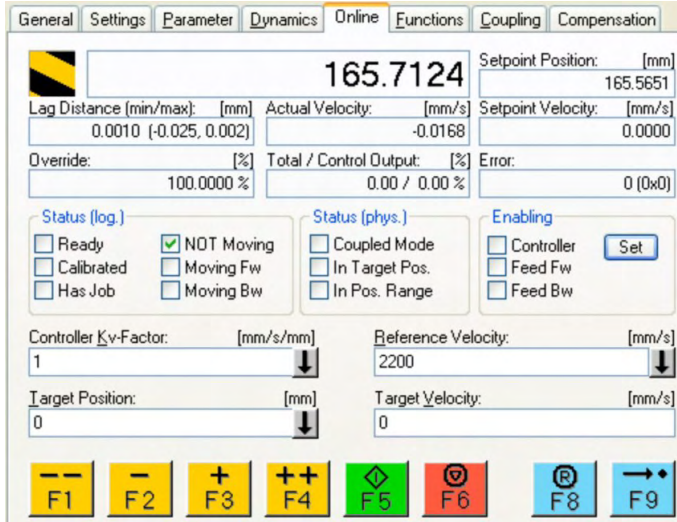 General Settings Parameter Dynamics Online Functions Coupling Compensation
165.7124
Setpoint Position: [mm]
165.5651
Lag Distance (min/max): [mm] Actual Velocity: [mm/s] Setpoint Velocity: [mm/s]
0.0010 (-0.025, 0.002) -0.0168 0.0000
Override: [%] Total / Control Output: [%] Error:
100.0000 % 0.00 / 0.00 % 0 (0x0)
Status (log.) Status (phys.) Enabling
Ready NOT Moving Coupled Mode Controller Set
Calibrated Moving Fw In Target Pos. Feed Fw
Has Job Moving Bw In Pos. Range Feed Bw
Controller Kv-Factor: [mm/s/mm] Reference Velocity: [mm/s]
1 2200
Target Position: [mm] Target Velocity: [mm/s]
0 0
-- - + ++ ®
F1 F2 F3 F4 F5 F6 F8 F9